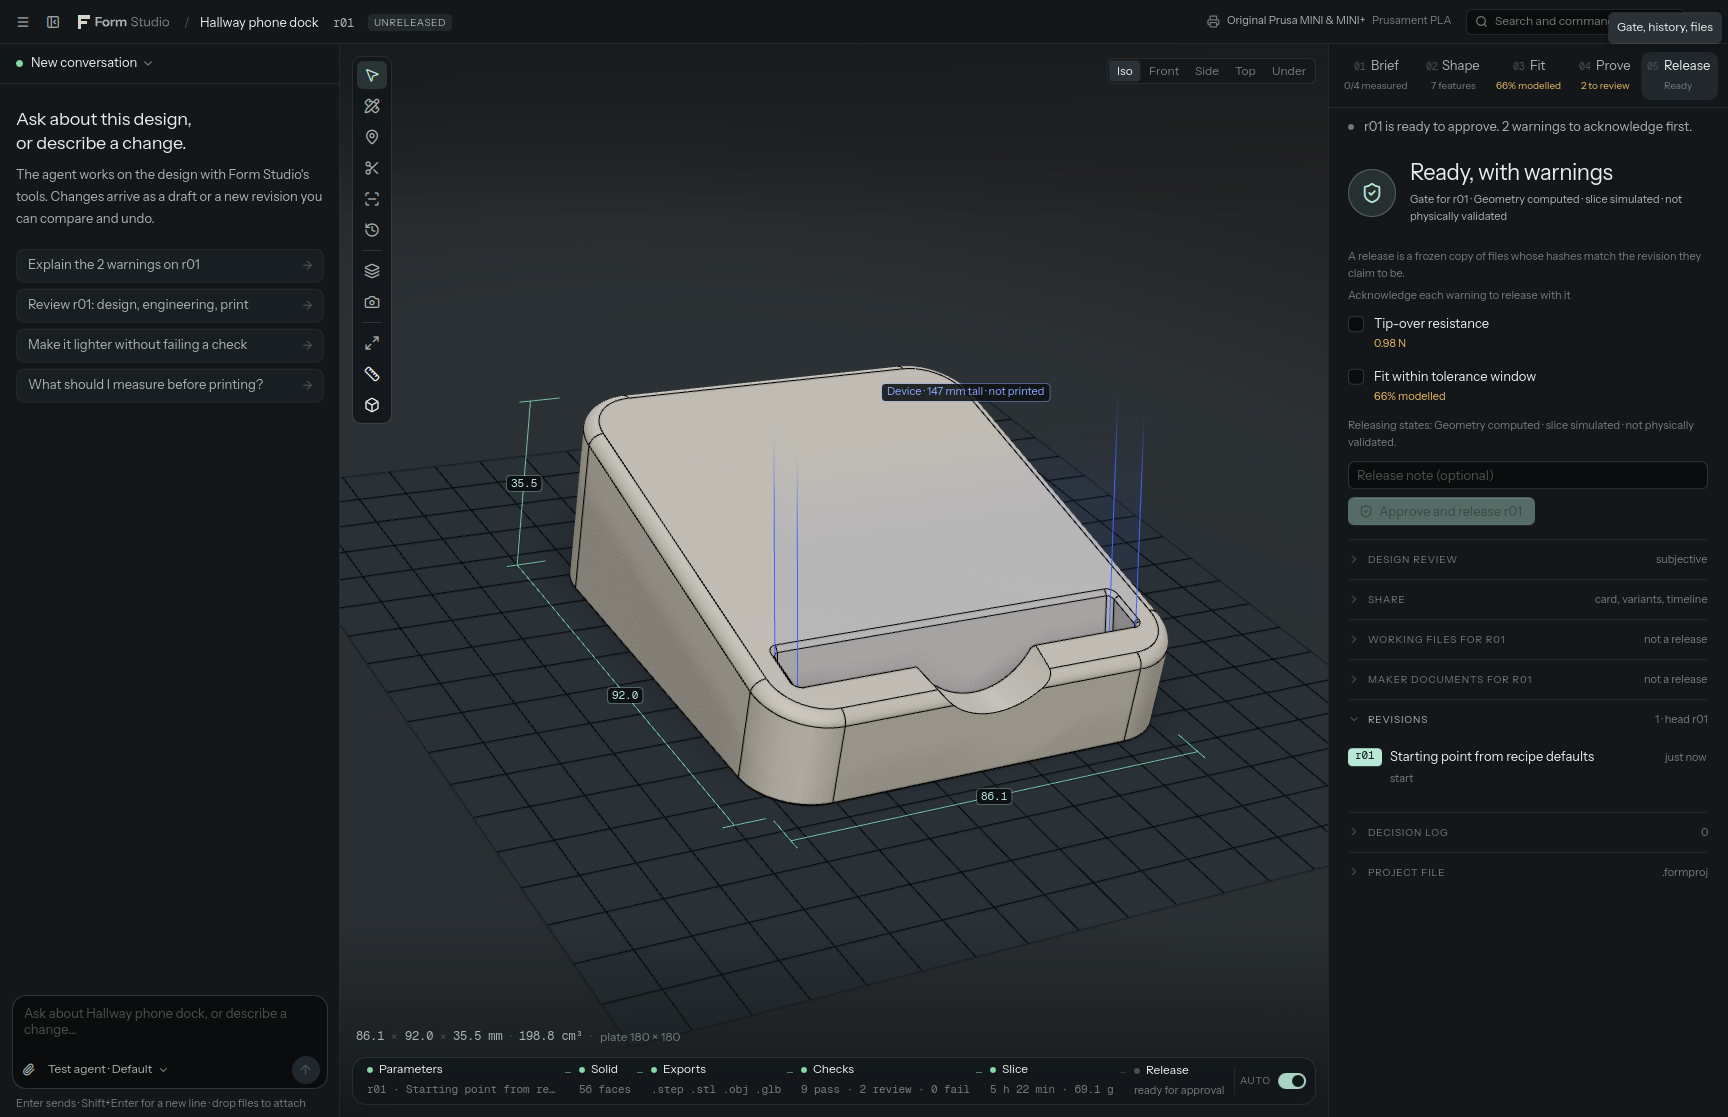 Form Studio / Hallway phone dock r01 UNRELEASED
Original Prusa MINI & MINI+ Prusament PLA
Search and comman
Gate, history, files
New conversation
Ask about this design,
or describe a change.
The agent works on the design with Form Studio's
tools. Changes arrive as a draft or a new revision you
can compare and undo.
Explain the 2 warnings on r01
Review r01: design, engineering, print
Make it lighter without failing a check
What should I measure before printing?
Ask about Hallway phone dock, or describe a
change...
Test agent · Default
Enter sends · Shift+Enter for a new line · drop files to attach
Iso Front Side Top Under
Device · 147 mm tall · not printed
35.5
92.0
86.1
86.1 × 92.0 × 35.5 mm · 198.8 cm³ · plate 180 × 180
Parameters
r01 · Starting point from re…
Solid
56 faces
Exports
.step .stl .obj .glb
Checks
9 pass · 2 review · 0 fail
Slice
5 h 22 min · 69.1 g
Release
ready for approval
AUTO
01 Brief
0/4 measured
02 Shape
7 features
03 Fit
66% modelled
04 Prove
2 to review
05 Release
Ready
r01 is ready to approve. 2 warnings to acknowledge first.
Ready, with warnings
Gate for r01 · Geometry computed · slice simulated · not
physically validated
A release is a frozen copy of files whose hashes match the revision they
claim to be.
Acknowledge each warning to release with it
Tip-over resistance
0.98 N
Fit within tolerance window
66% modelled
Releasing states: Geometry computed · slice simulated · not physically
validated.
Release note (optional)
Approve and release r01
DESIGN REVIEW subjective
SHARE card, variants, timeline
WORKING FILES FOR R01 not a release
MAKER DOCUMENTS FOR R01 not a release
REVISIONS 1 · head r01
r01 Starting point from recipe defaults just now
start
DECISION LOG 0
PROJECT FILE .formproj